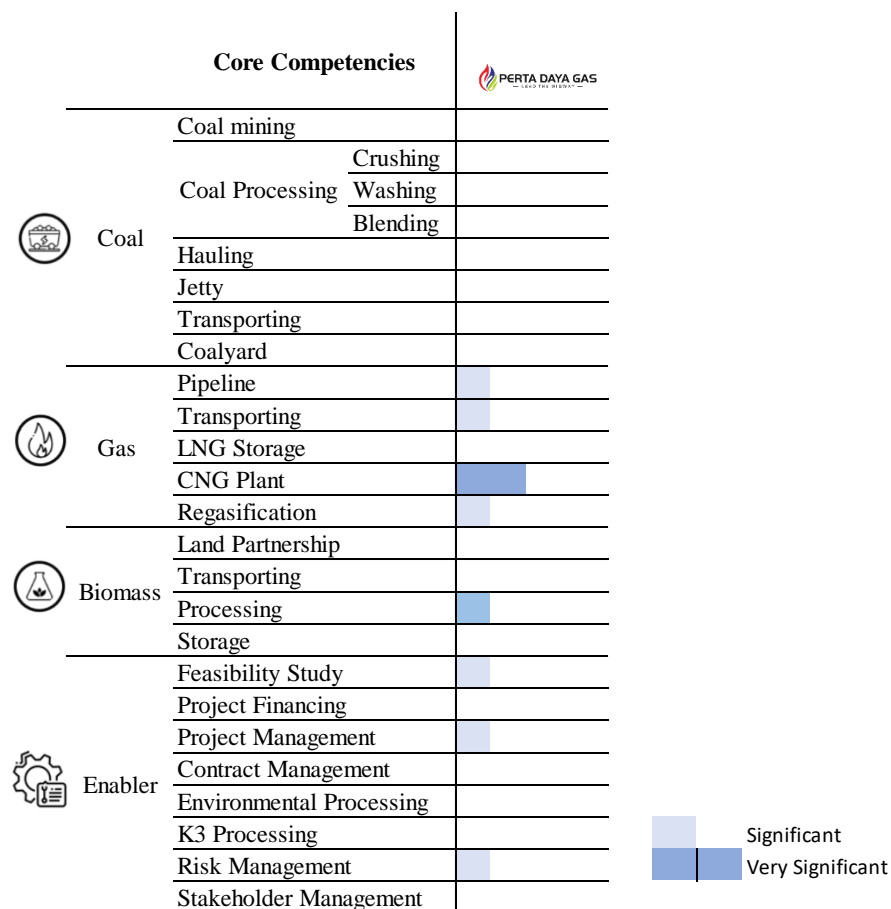 Core Competencies
PERTA DAYA GAS
Coal mining
Crushing
Coal Processing Washing
Blending
Coal
Hauling
Jetty
Transporting
Coalyard
Pipeline
Transporting
Gas LNG Storage
CNG Plant
Regasification
Land Partnership
Transporting
Biomass
Processing
Storage
Feasibility Study
Project Financing
Project Management
Enabler Contract Management
Environmental Processing
K3 Processing
Risk Management
Stakeholder Management
Significant
Very Significant